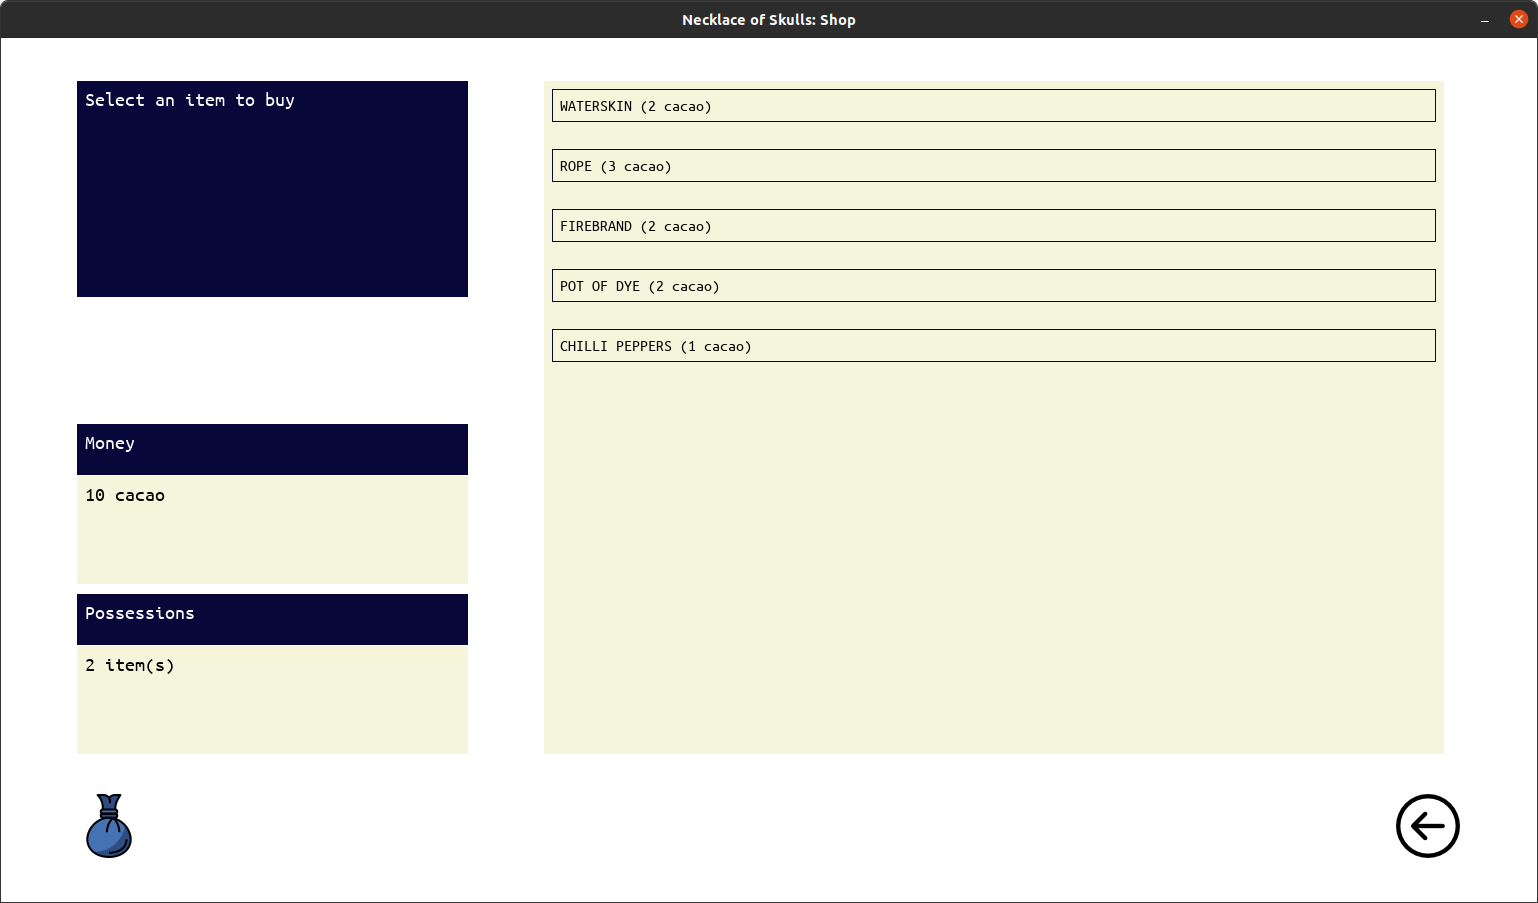 Necklace of Skulls: Shop
Select an item to buy
WATERSKIN (2 cacao)
ROPE (3 cacao)
FIREBRAND (2 cacao)
POT OF DYE (2 cacao)
CHILLI PEPPERS (1 cacao)
Money
10 cacao
Possessions
2 item(s)